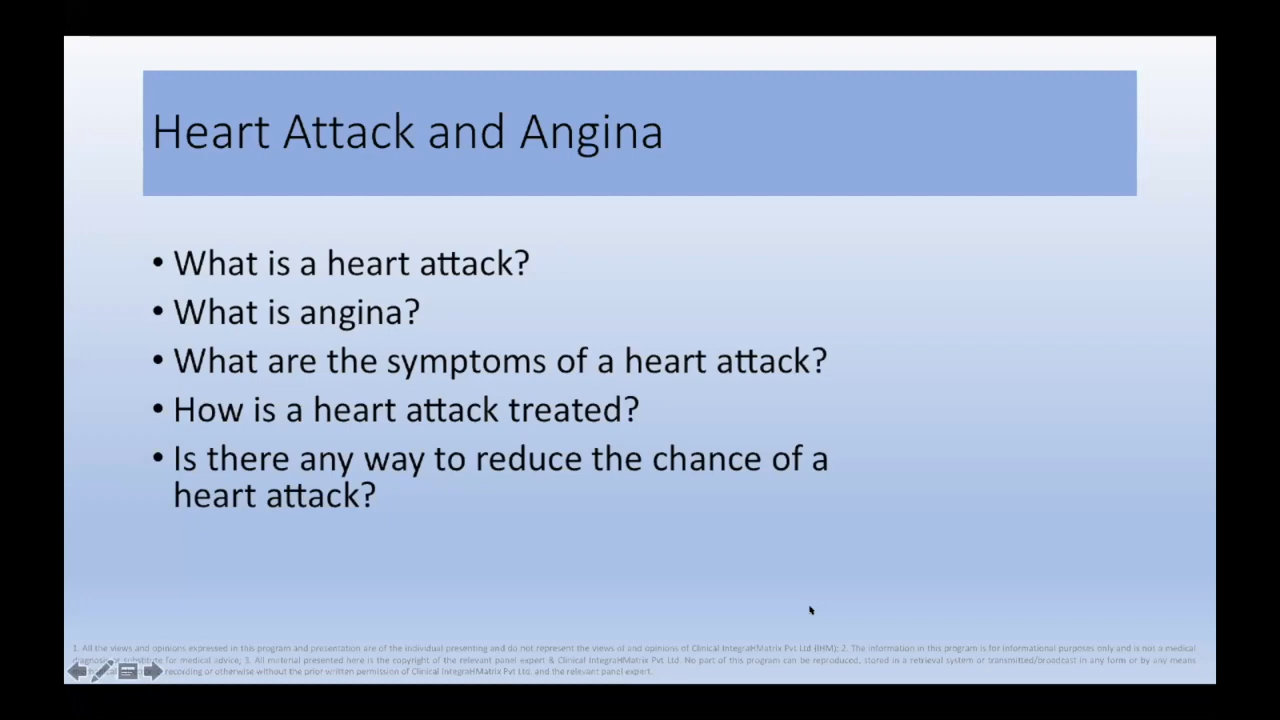 Heart Attack and Angina
• What is a heart attack?
• What is angina?
• What are the symptoms of a heart attack?
• How is a heart attack treated?
• Is there any way to reduce the chance of a
heart attack?
1. All the views and opinions expressed in this program and presentation are of the individual presenting and do not represent the views of and opinions of Clinical IntegraHMatrix Pvt Ltd (IHM); 2. The information in this program is for informational purposes only and is not a medical
substitute for medical advice; 3. All material presented here is the copyright of the relevant panel expert & Clinical IntegraHMatrix Pvt Ltd. No part of this program can be reproduced, stored in a retrieval system or transmitted/broadcast in any form or by any means
recording or otherwise without the prior written permission of Clinical IntegraHMatrix Pvt Ltd. and the relevant panel expert.